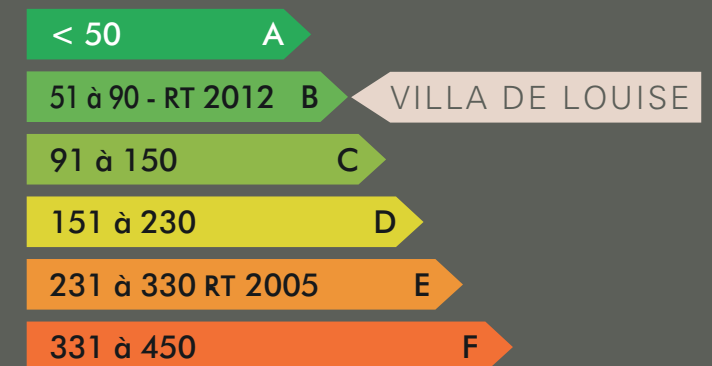 < 50 A
51 à 90 - RT 2012 B VILLA DE LOUISE
91 à 150 C
151 à 230 D
231 à 330 RT 2005 E
331 à 450 F